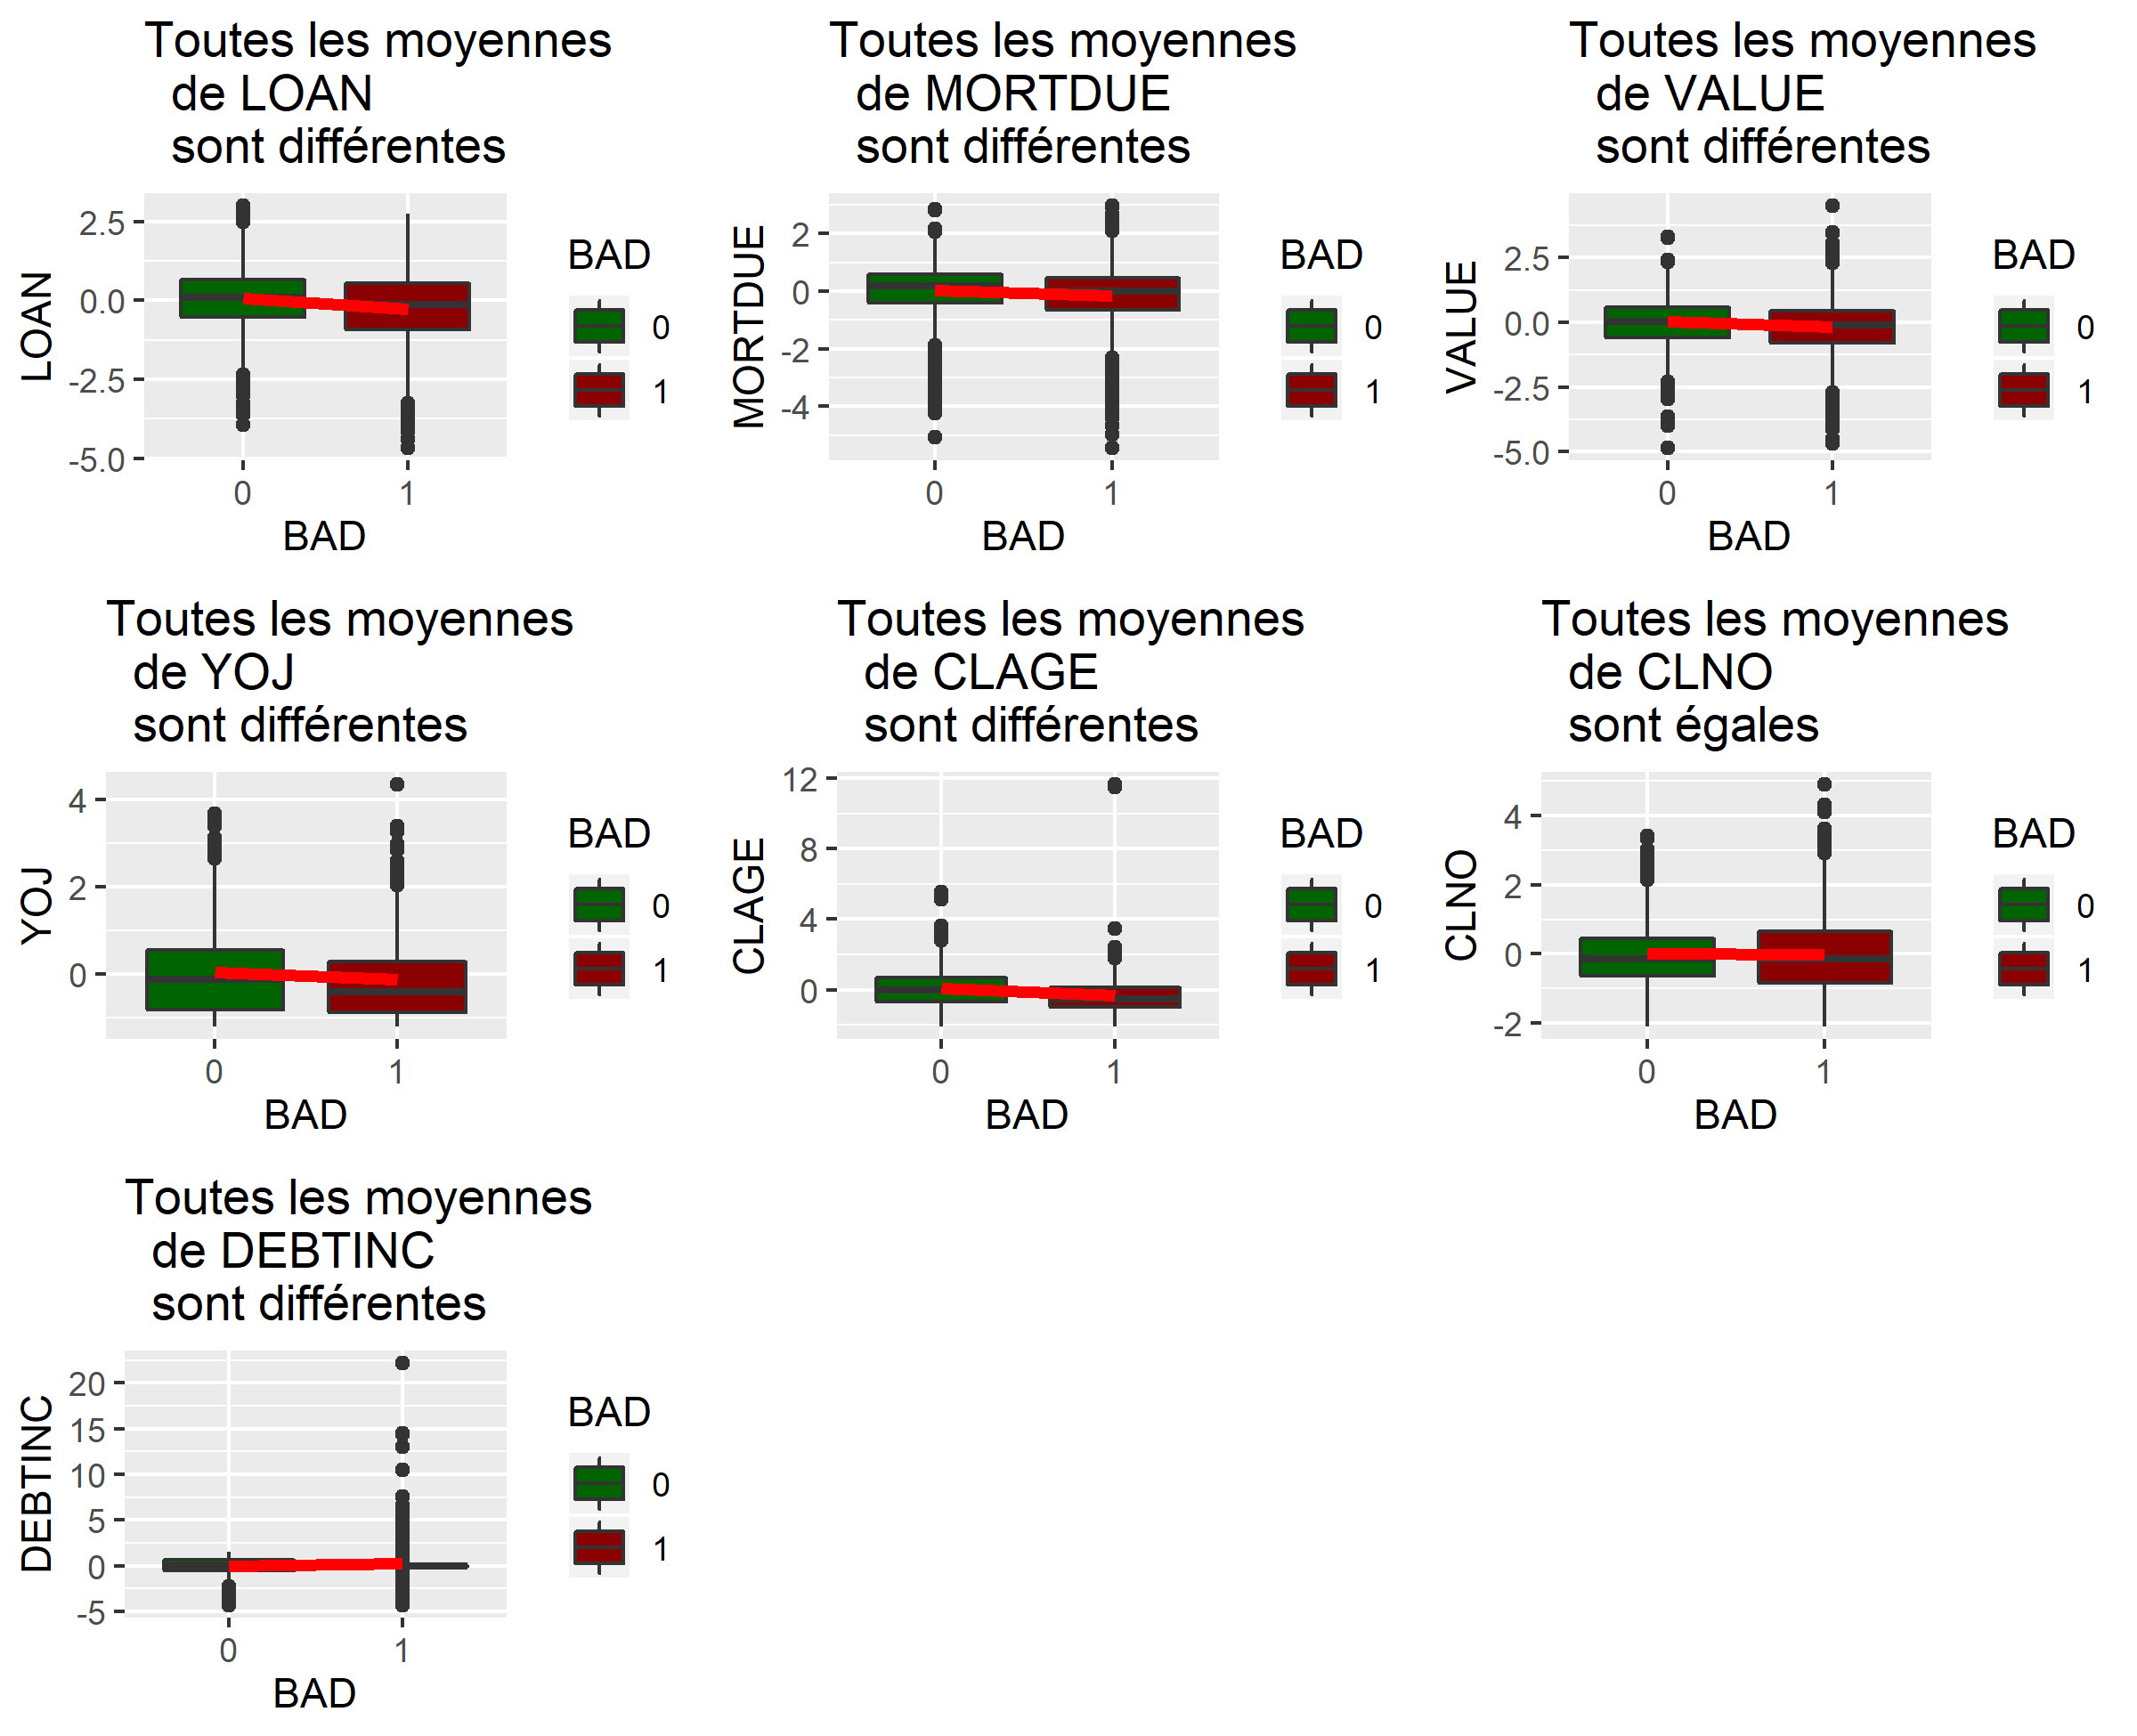 Toutes les moyennes
de LOAN
sont différentes
2.5
0.0
-2.5
-5.0
LOAN
0
1
BAD
BAD
0
1
Toutes les moyennes
de MORTDUE
sont différentes
2
0
-2
-4
MORTDUE
0
1
BAD
BAD
0
1
Toutes les moyennes
de VALUE
sont différentes
2.5
0.0
-2.5
-5.0
VALUE
0
1
BAD
BAD
0
1
Toutes les moyennes
de YOJ
sont différentes
4
2
0
YOJ
0
1
BAD
BAD
0
1
Toutes les moyennes
de CLAGE
sont différentes
12
8
4
0
CLAGE
0
1
BAD
BAD
0
1
Toutes les moyennes
de CLNO
sont égales
4
2
0
-2
CLNO
0
1
BAD
BAD
0
1
Toutes les moyennes
de DEBTINC
sont différentes
20
15
10
5
0
-5
DEBTINC
0
1
BAD
BAD
0
1